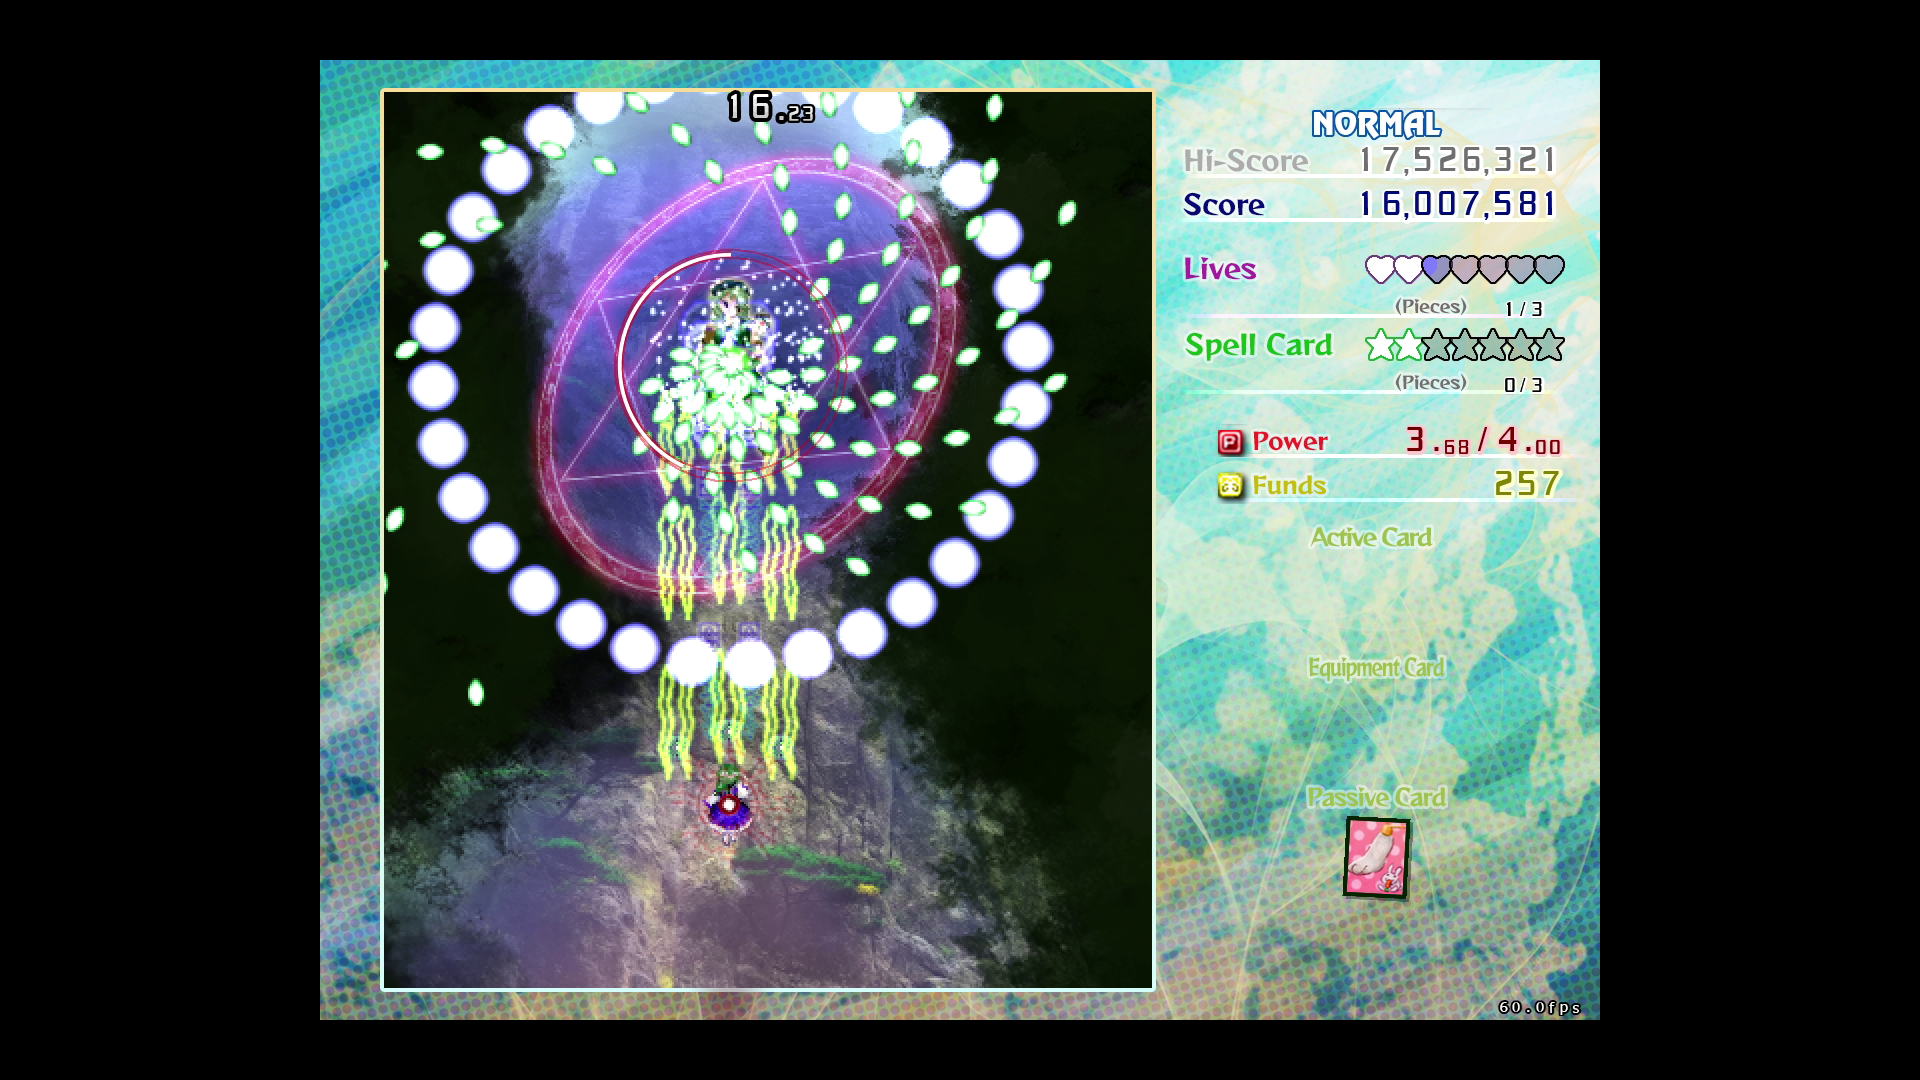 16.23
NORMAL
Hi-Score 17,526,321
Score 16,007,581
Lives
(Pieces) 1/3
Spell Card
(Pieces) 0/3
P Power 3.68/4.00
Funds 257
Active Card
Equipment Card
Passive Card
60.0fps